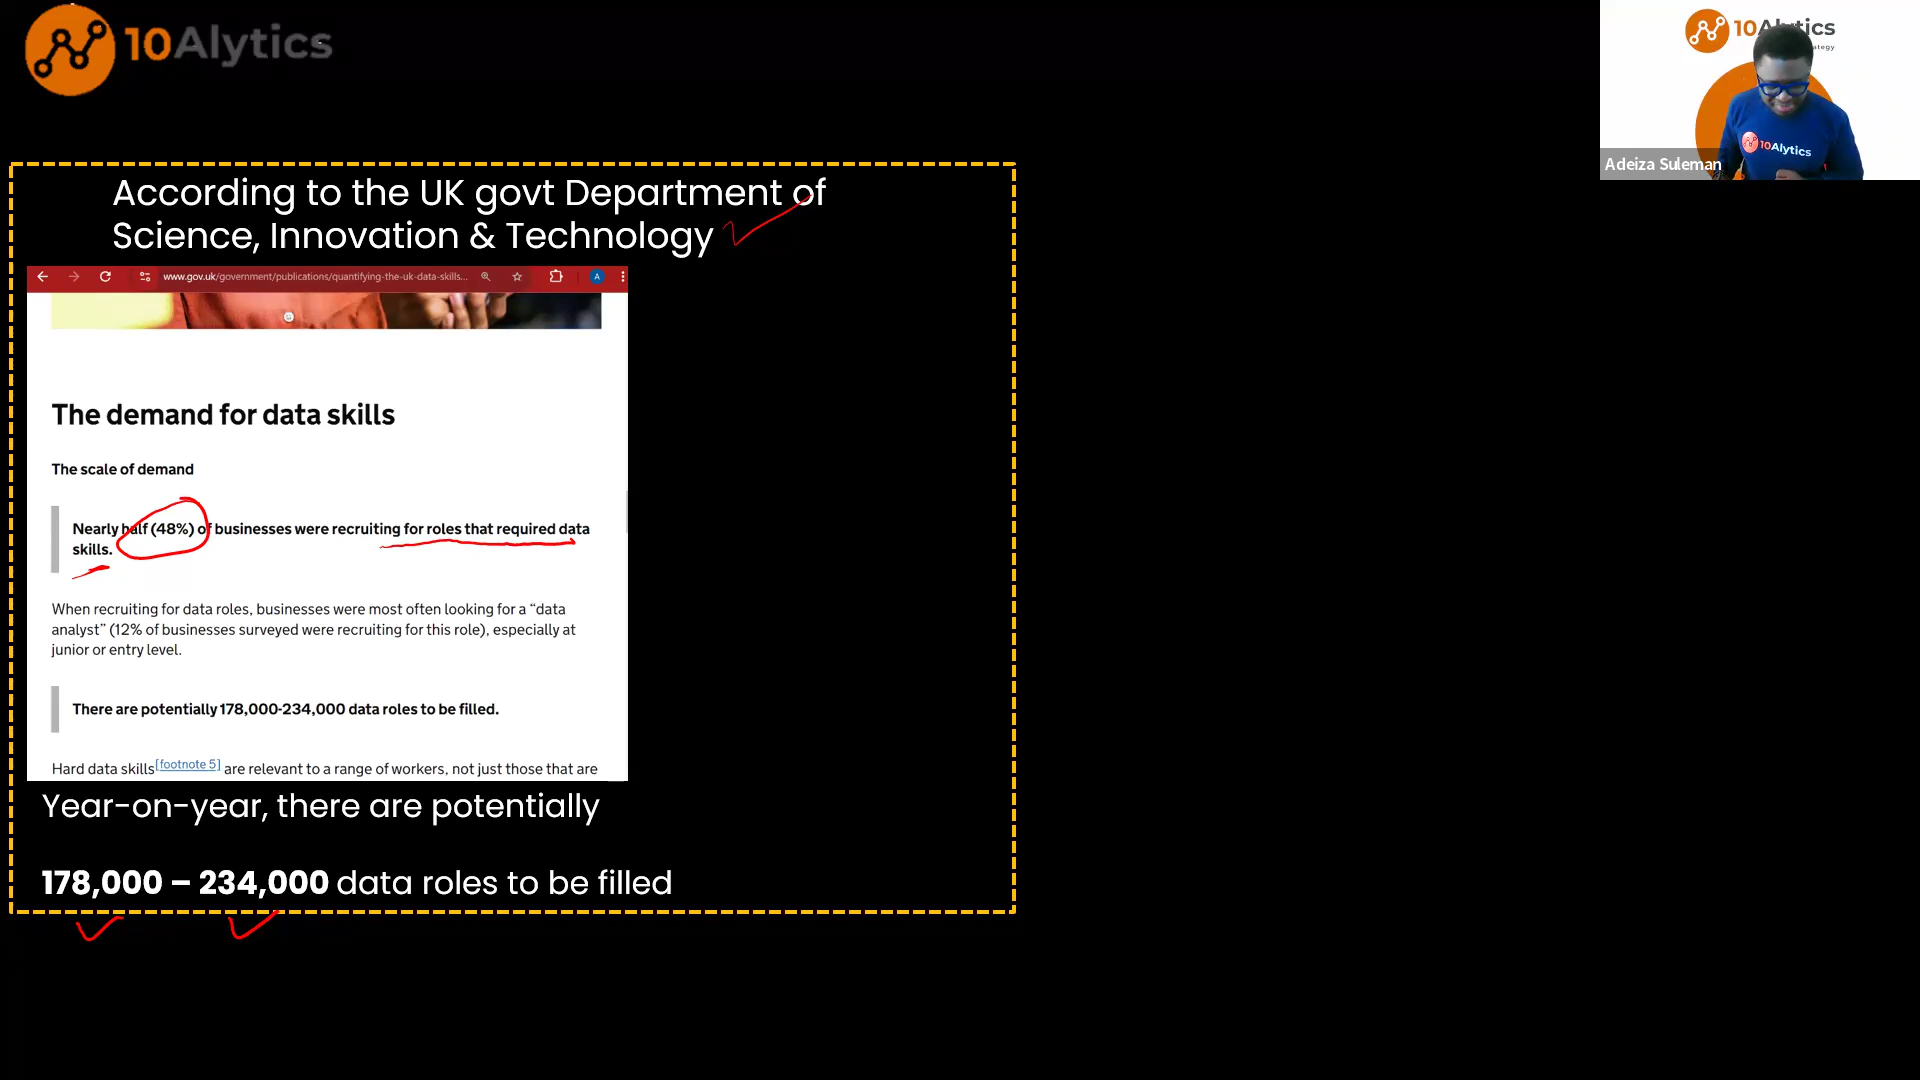 10Alytics
According to the UK govt Department of
Science, Innovation & Technology
www.gov.uk/government/publications/quantifying-the-uk-data-skills...
A
The demand for data skills
The scale of demand
Nearly half (48%) of businesses were recruiting for roles that required data
skills.
When recruiting for data roles, businesses were most often looking for a “data
analyst” (12% of businesses surveyed were recruiting for this role), especially at
junior or entry level.
There are potentially 178,000-234,000 data roles to be filled.
Hard data skills[footnote 5] are relevant to a range of workers, not just those that are
Year-on-year, there are potentially
178,000 – 234,000 data roles to be filled
10Alytics
10Alytics
Adeiza Suleman